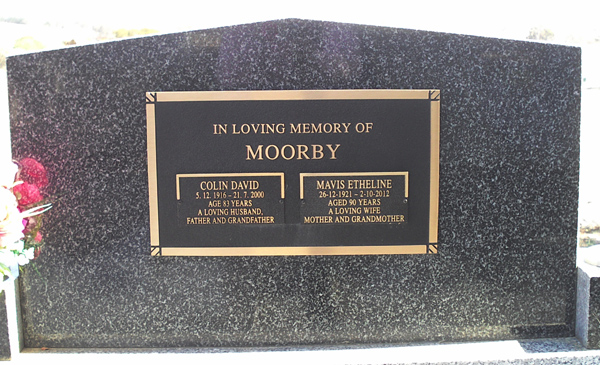 IN LOVING MEMORY OF
MOORBY
COLIN DAVID
5. 12. 1916 – 21. 7. 2000
AGE 83 YEARS
A LOVING HUSBAND,
FATHER AND GRANDFATHER
MAVIS ETHELINE
26-12-1921 – 2-10-2012
AGED 90 YEARS
A LOVING WIFE
MOTHER AND GRANDMOTHER